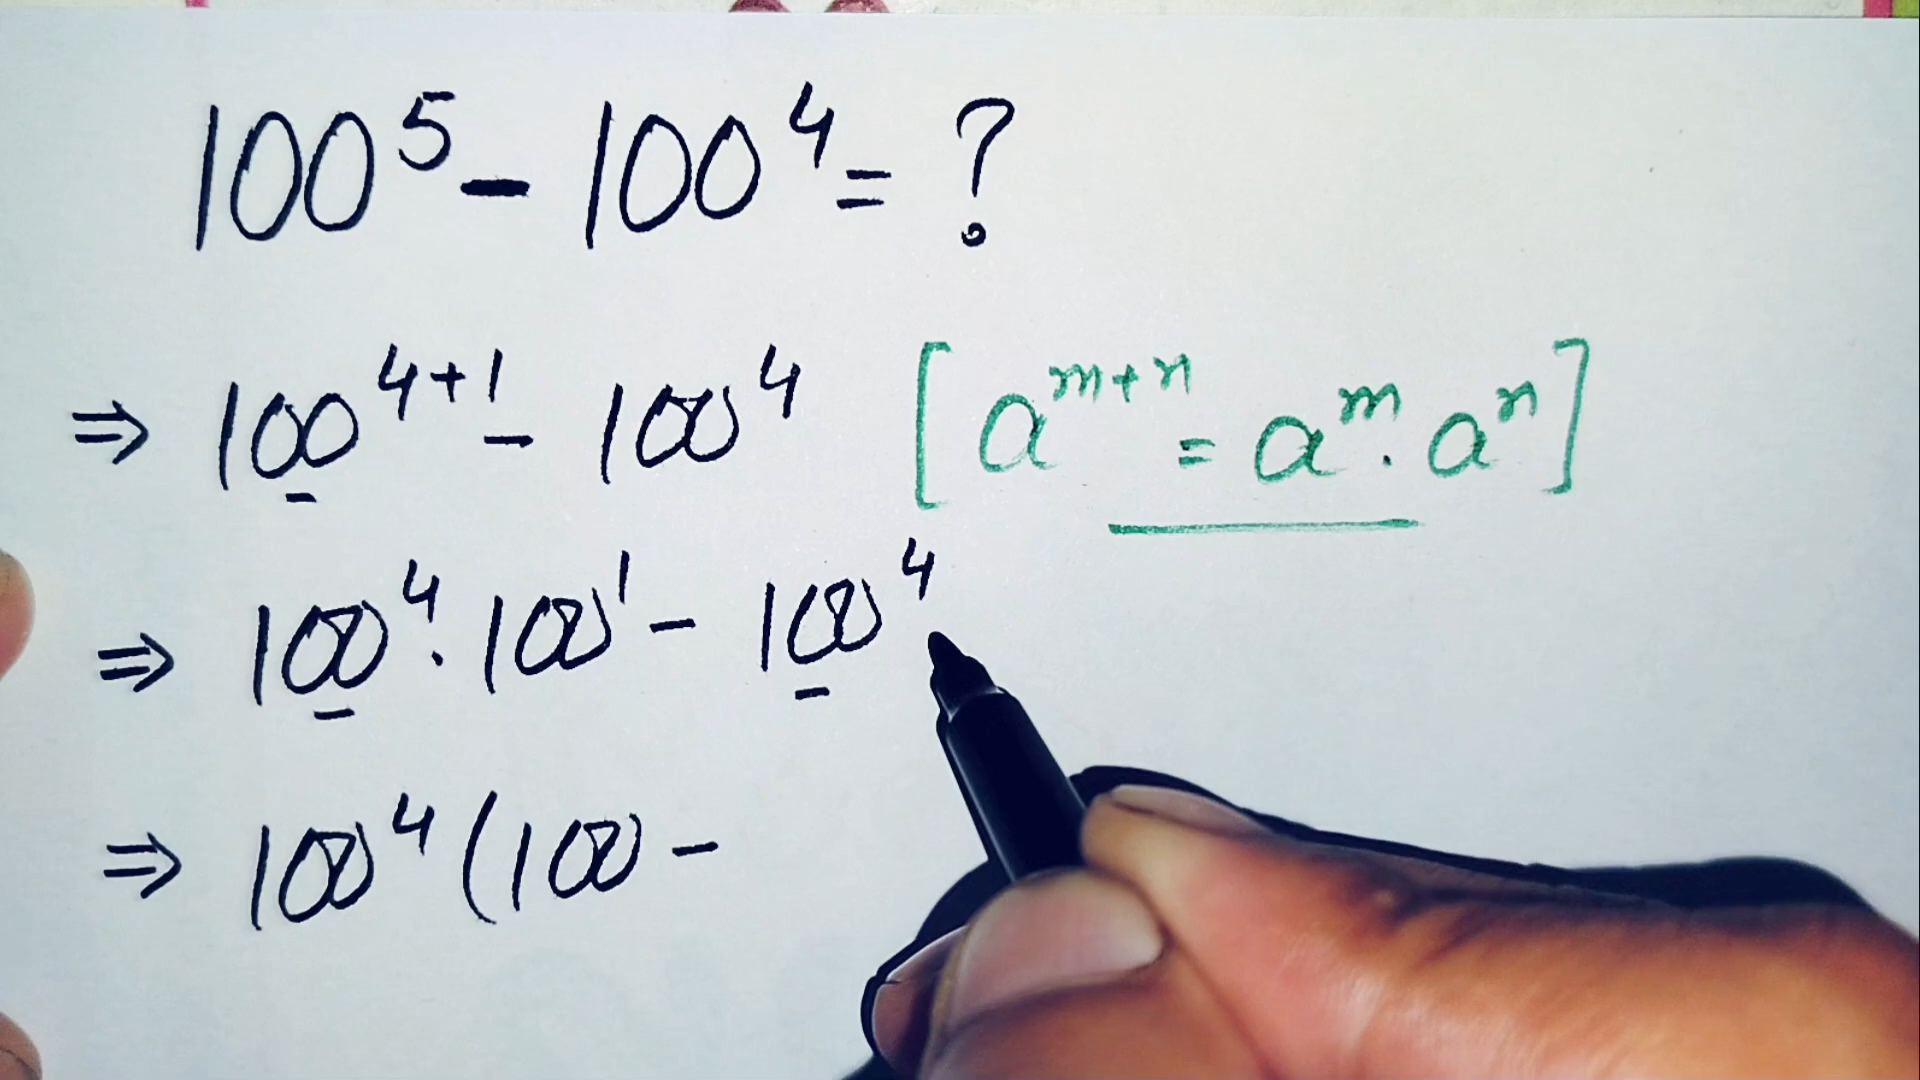 100⁵ - 100⁴ = ?
⇒ 100⁴⁺¹ - 100⁴ [aᵐ⁺ⁿ = aᵐ . aⁿ]
⇒ 100⁴ . 100¹ - 100⁴
⇒ 100⁴ (100 -